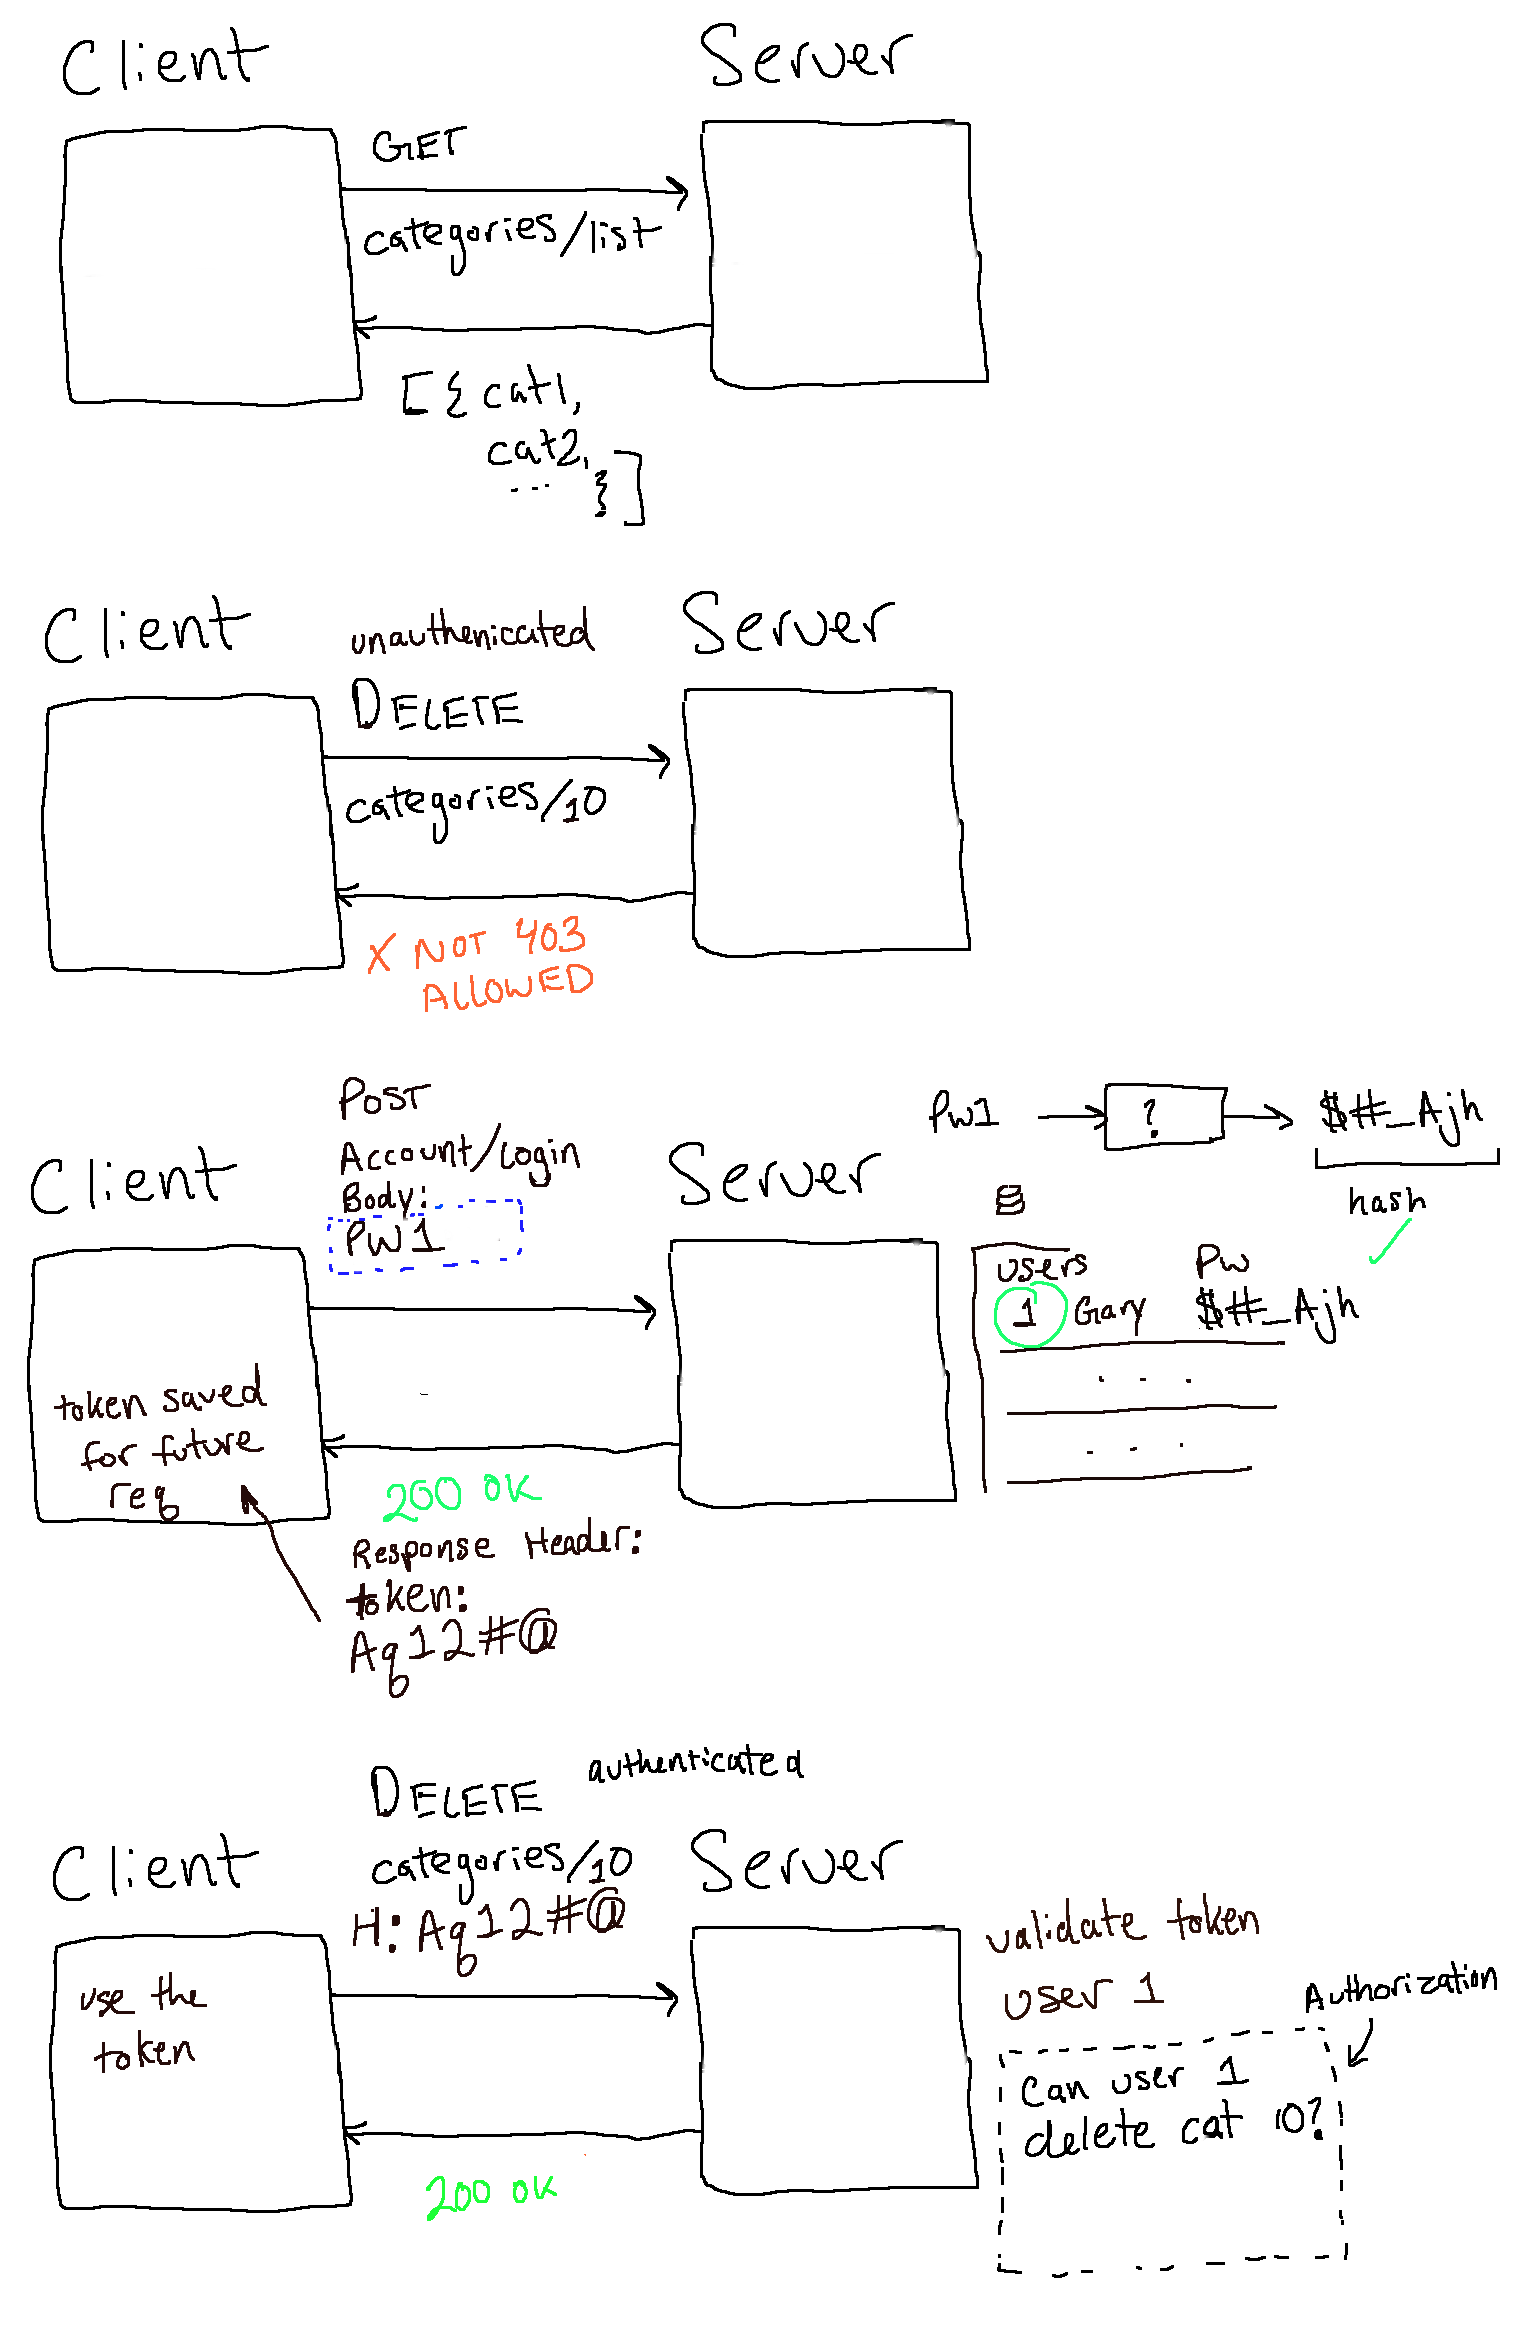 Client
Server
GET
categories/list
[{cat1,
cat2,
... }]
Client
unauthenicated
Server
DELETE
categories/10
X NOT 403
ALLOWED
POST
Account/Login
Body:
PW1
Client
Server
PW1
?
$#_Ajh
hash
users
PW
1 Gary $#_Ajh
...
...
token saved
for future
req
200 OK
Response Header:
token:
Aq12#@
DELETE authenticated
categories/10
H: Aq12#@
Client
Server
use the
token
validate token
user 1
Authorization
Can user 1
delete cat 10?
200 OK